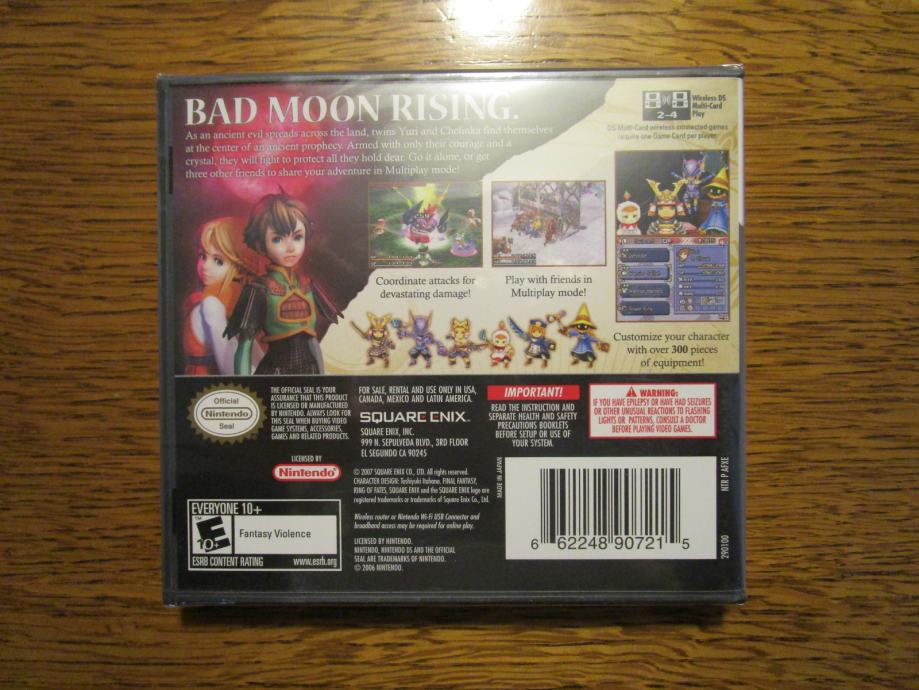 BAD MOON RISING.
As an ancient evil spreads across the land, twins Yuri and Chelinka find themselves
at the center of an ancient prophecy. Armed with only their courage and a
crystal, they will fight to protect all they hold dear. Go it alone, or get
three other friends to share your adventure in Multiplay mode!
2-4
Wireless DS
Multi-Card
Play
DS Multi-Card wireless connected games
require one Game Card per player.
Coordinate attacks for
devastating damage!
Play with friends in
Multiplay mode!
Customize your character
with over 300 pieces
of equipment!
Official
Nintendo
Seal
THE OFFICIAL SEAL IS YOUR
ASSURANCE THAT THIS PRODUCT
IS LICENSED OR MANUFACTURED
BY NINTENDO. ALWAYS LOOK FOR
THIS SEAL WHEN BUYING VIDEO
GAME SYSTEMS, ACCESSORIES,
GAMES AND RELATED PRODUCTS.
LICENSED BY
Nintendo
EVERYONE 10+
E
10+
Fantasy Violence
ESRB CONTENT RATING www.esrb.org
FOR SALE, RENTAL AND USE ONLY IN USA,
CANADA, MEXICO AND LATIN AMERICA.
SQUARE ENIX
SQUARE ENIX, INC.
999 N. SEPULVEDA BLVD., 3RD FLOOR
EL SEGUNDO CA 90245
© 2007 SQUARE ENIX CO., LTD. All rights reserved.
CHARACTER DESIGN: Toshiyuki Itahana. FINAL FANTASY,
RING OF FATES, SQUARE ENIX and the SQUARE ENIX logo are
registered trademarks or trademarks of Square Enix Co., Ltd.
Wireless router or Nintendo Wi-Fi USB Connector and
broadband access may be required for online play.
LICENSED BY NINTENDO.
NINTENDO, NINTENDO DS AND THE OFFICIAL
SEAL ARE TRADEMARKS OF NINTENDO.
© 2006 NINTENDO.
IMPORTANT!
READ THE INSTRUCTION AND
SEPARATE HEALTH AND SAFETY
PRECAUTIONS BOOKLETS
BEFORE SETUP OR USE OF
YOUR SYSTEM.
WARNING:
IF YOU HAVE EPILEPSY OR HAVE HAD SEIZURES
OR OTHER UNUSUAL REACTIONS TO FLASHING
LIGHTS OR PATTERNS, CONSULT A DOCTOR
BEFORE PLAYING VIDEO GAMES.
MADE IN JAPAN
6 62248 90721 5
NTR P AFXE
290100